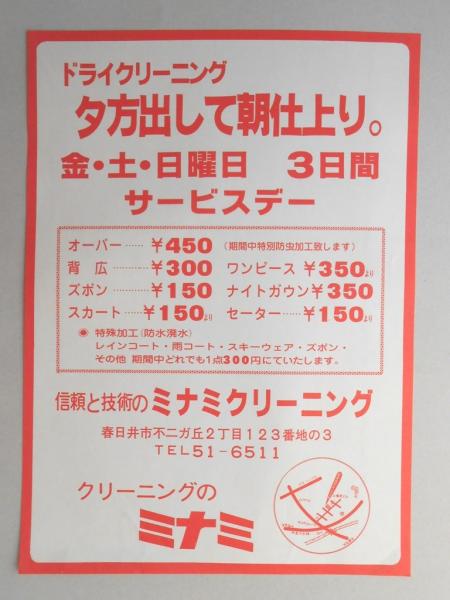 ドライクリーニング
夕方出して朝仕上り。
金・土・日曜日 3日間
サービスデー
オーバー……￥450 （期間中特別防虫加工致します）
背広…………￥300 ワンピース￥350より
ズボン………￥150 ナイトガウン￥350
スカート……￥150より セーター…￥150より
◉ 特殊加工（防水溌水）
レインコート・雨コート・スキーウェア・ズボン・
その他 期間中どれでも1点300円にていたします。
信頼と技術のミナミクリーニング
春日井市不二ガ丘2丁目123番地の3
TEL51-6511
クリーニングの
ミナミ